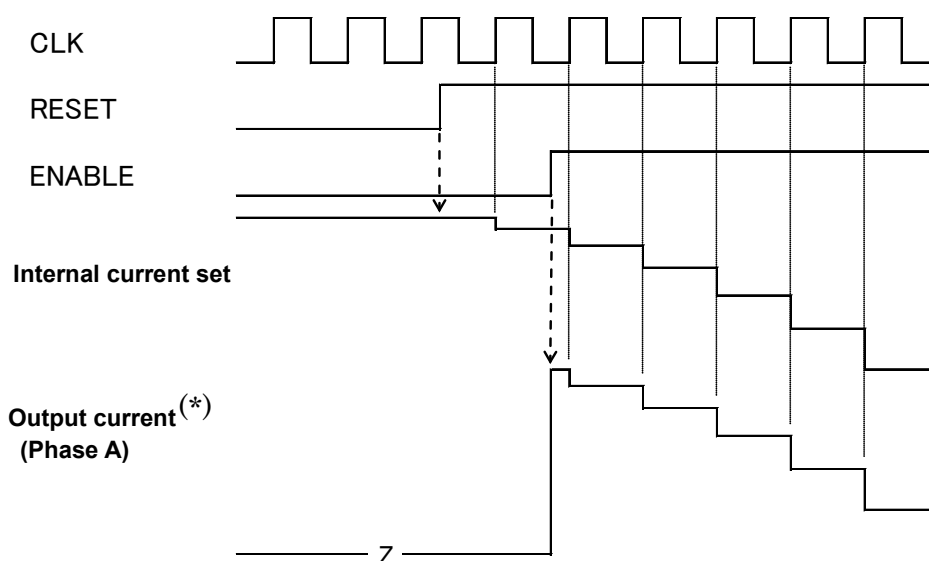 CLK
RESET
ENABLE
Internal current set
Output current(*)
(Phase A)
Z